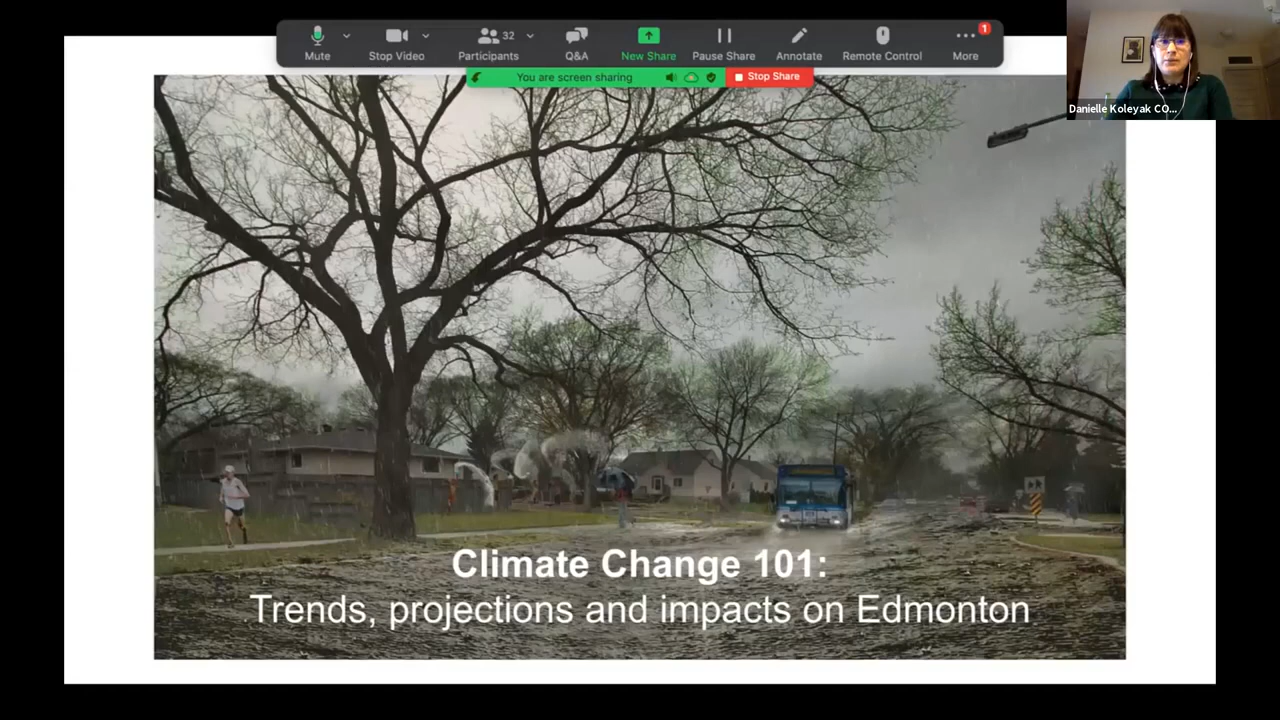 Mute
Stop Video
32
Participants
Q&A
New Share
Pause Share
Annotate
Remote Control
1
More
You are screen sharing
Stop Share
Danielle Koleyak CO...
Climate Change 101:
Trends, projections and impacts on Edmonton